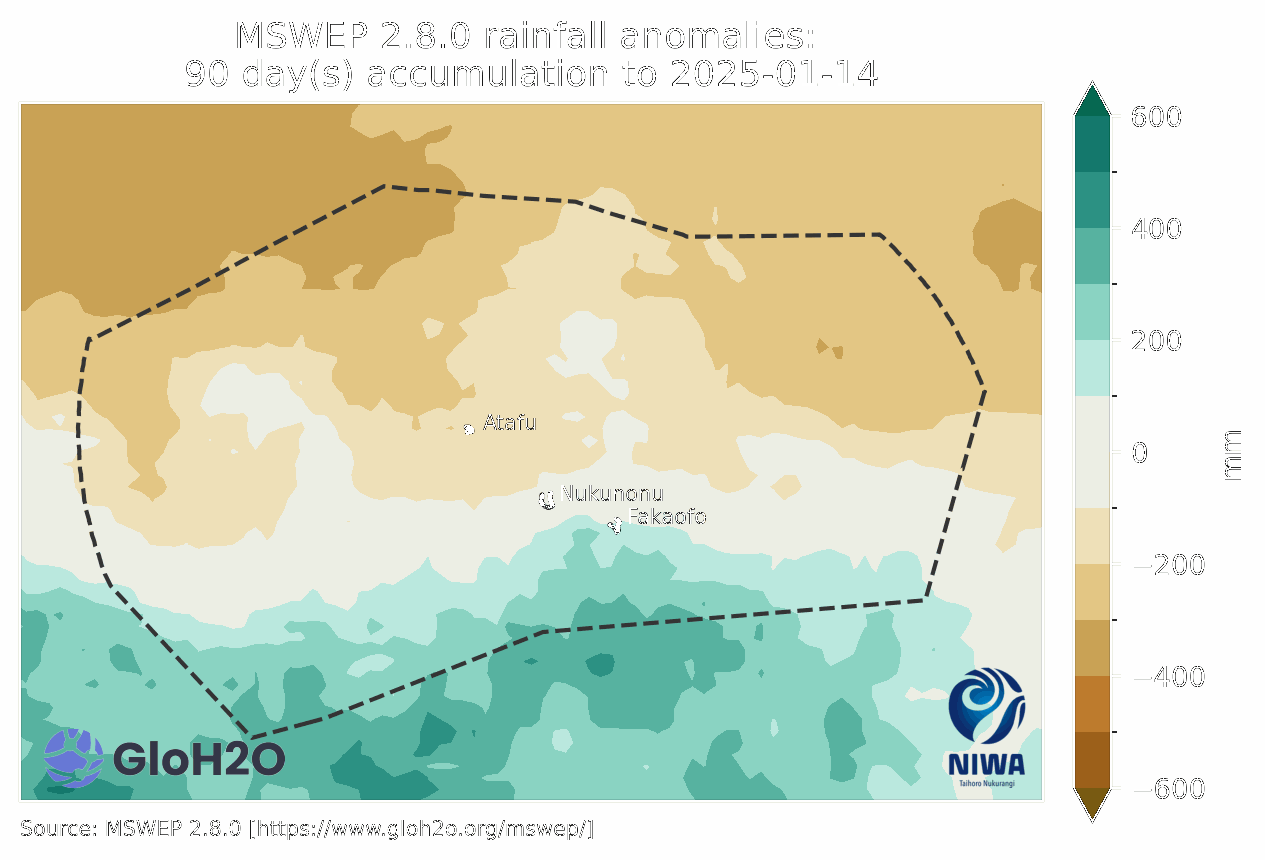 MSWEP 2.8.0 rainfall anomalies:
90 day(s) accumulation to 2025-01-14
600
400
200
0
−200
−400
−600
mm
Atafu
Nukunonu
Fakaofo
GloH2O
NIWA
Taihoro Nukurangi
Source: MSWEP 2.8.0 [https://www.gloh2o.org/mswep/]